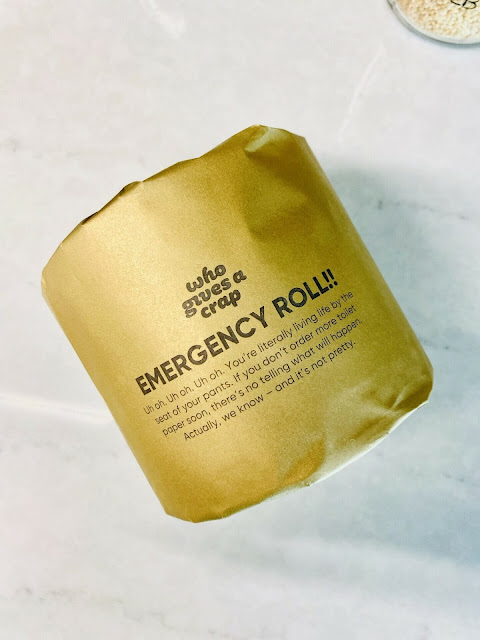 who
gives a
crap
EMERGENCY ROLL!!
Uh oh. Uh oh. Uh oh. You're literally living life by the
seat of your pants. If you don't order more toilet
paper soon, there's no telling what will happen.
Actually, we know – and it's not pretty.